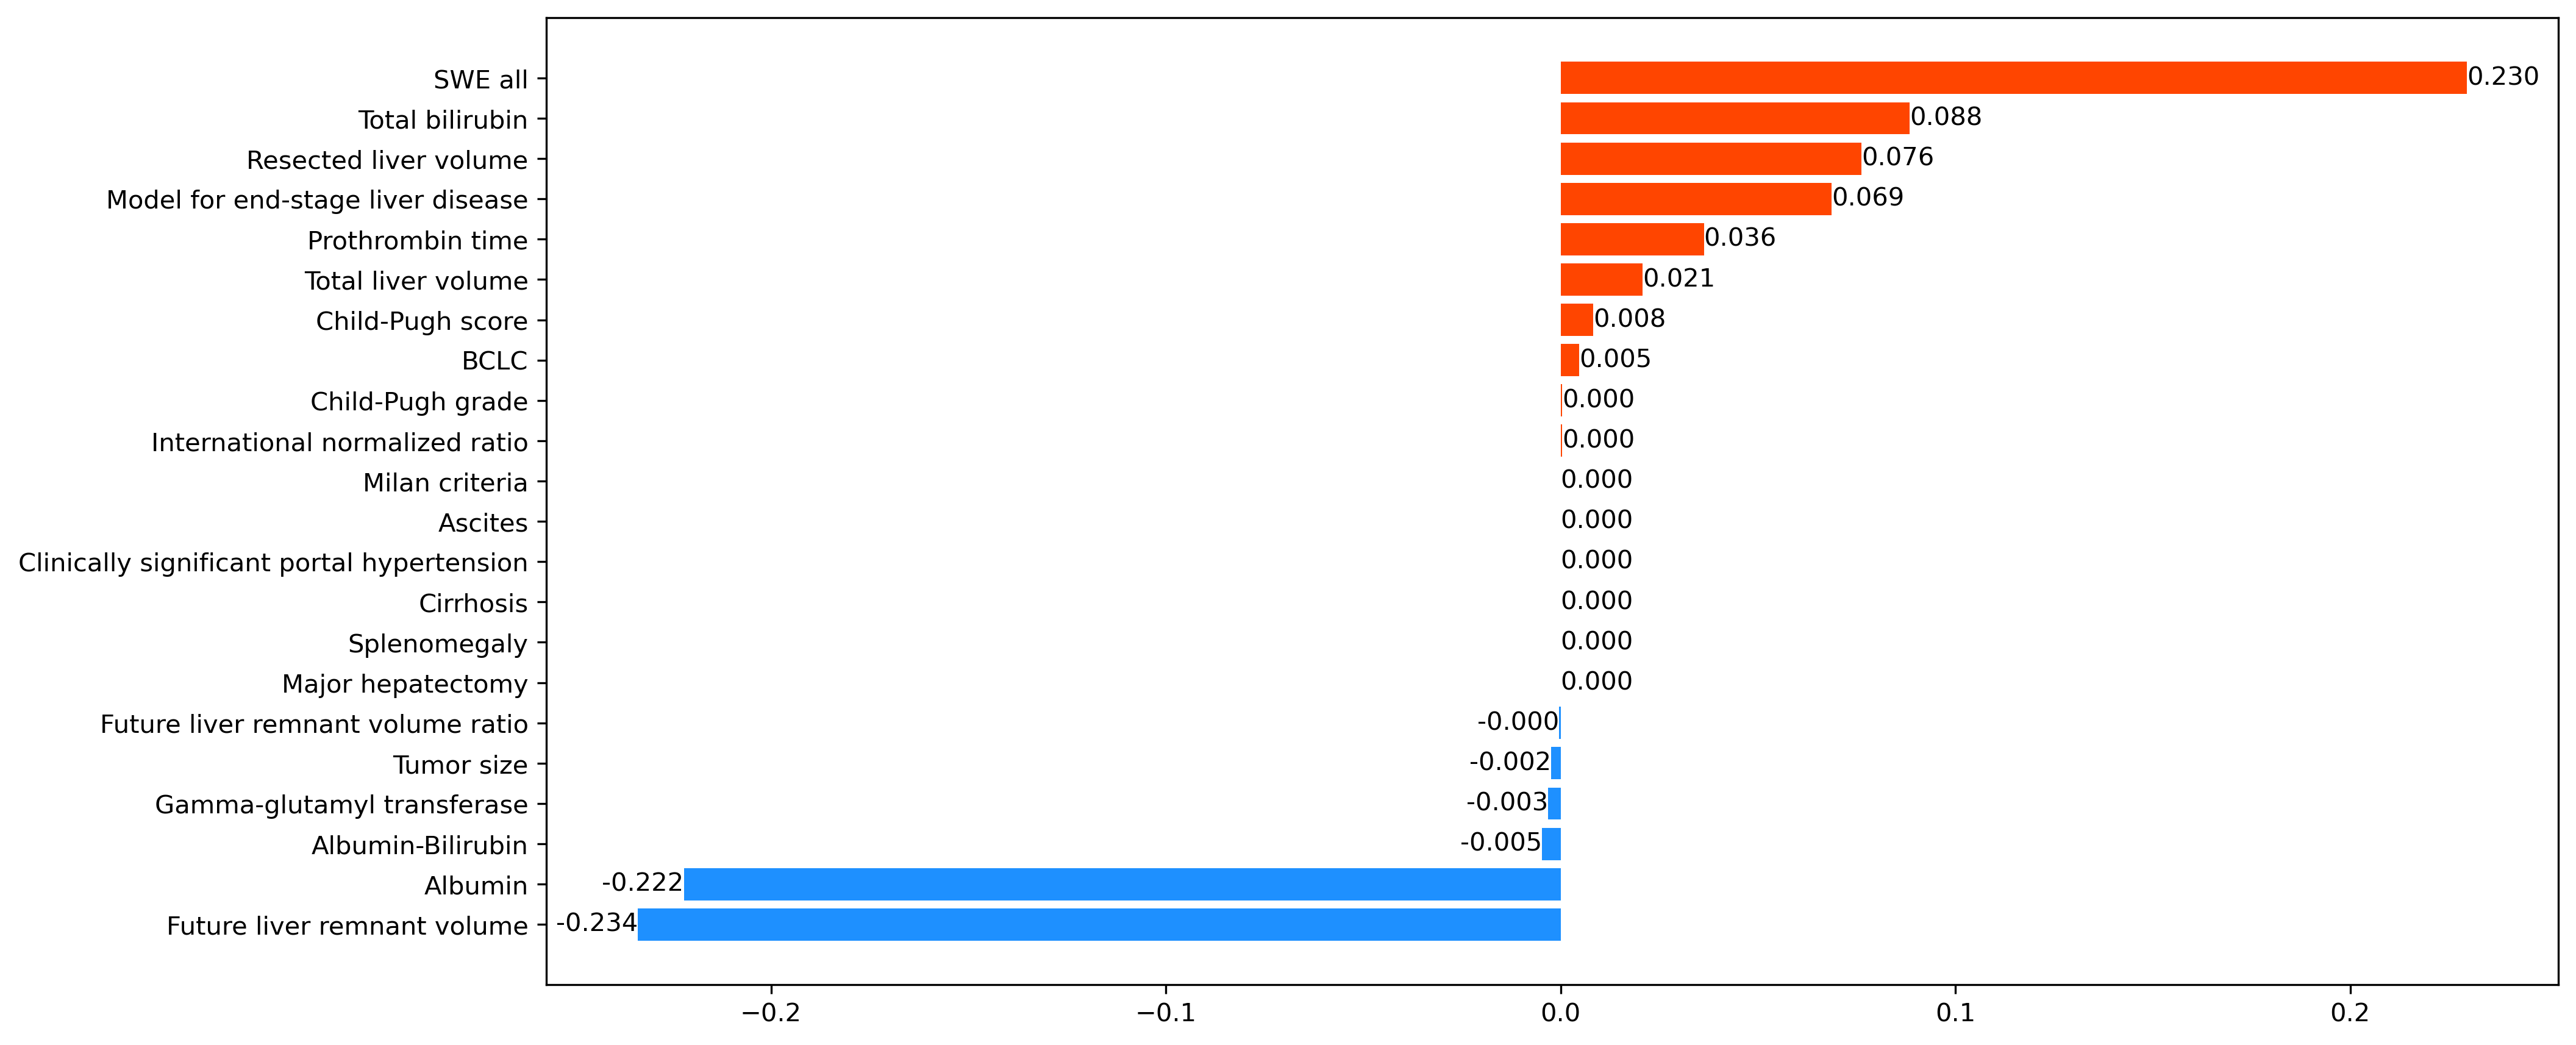 SWE all 0.230
Total bilirubin 0.088
Resected liver volume 0.076
Model for end-stage liver disease 0.069
Prothrombin time 0.036
Total liver volume 0.021
Child-Pugh score 0.008
BCLC 0.005
Child-Pugh grade 0.000
International normalized ratio 0.000
Milan criteria 0.000
Ascites 0.000
Clinically significant portal hypertension 0.000
Cirrhosis 0.000
Splenomegaly 0.000
Major hepatectomy 0.000
Future liver remnant volume ratio -0.000
Tumor size -0.002
Gamma-glutamyl transferase -0.003
Albumin-Bilirubin -0.005
Albumin -0.222
Future liver remnant volume -0.234
−0.2 −0.1 0.0 0.1 0.2